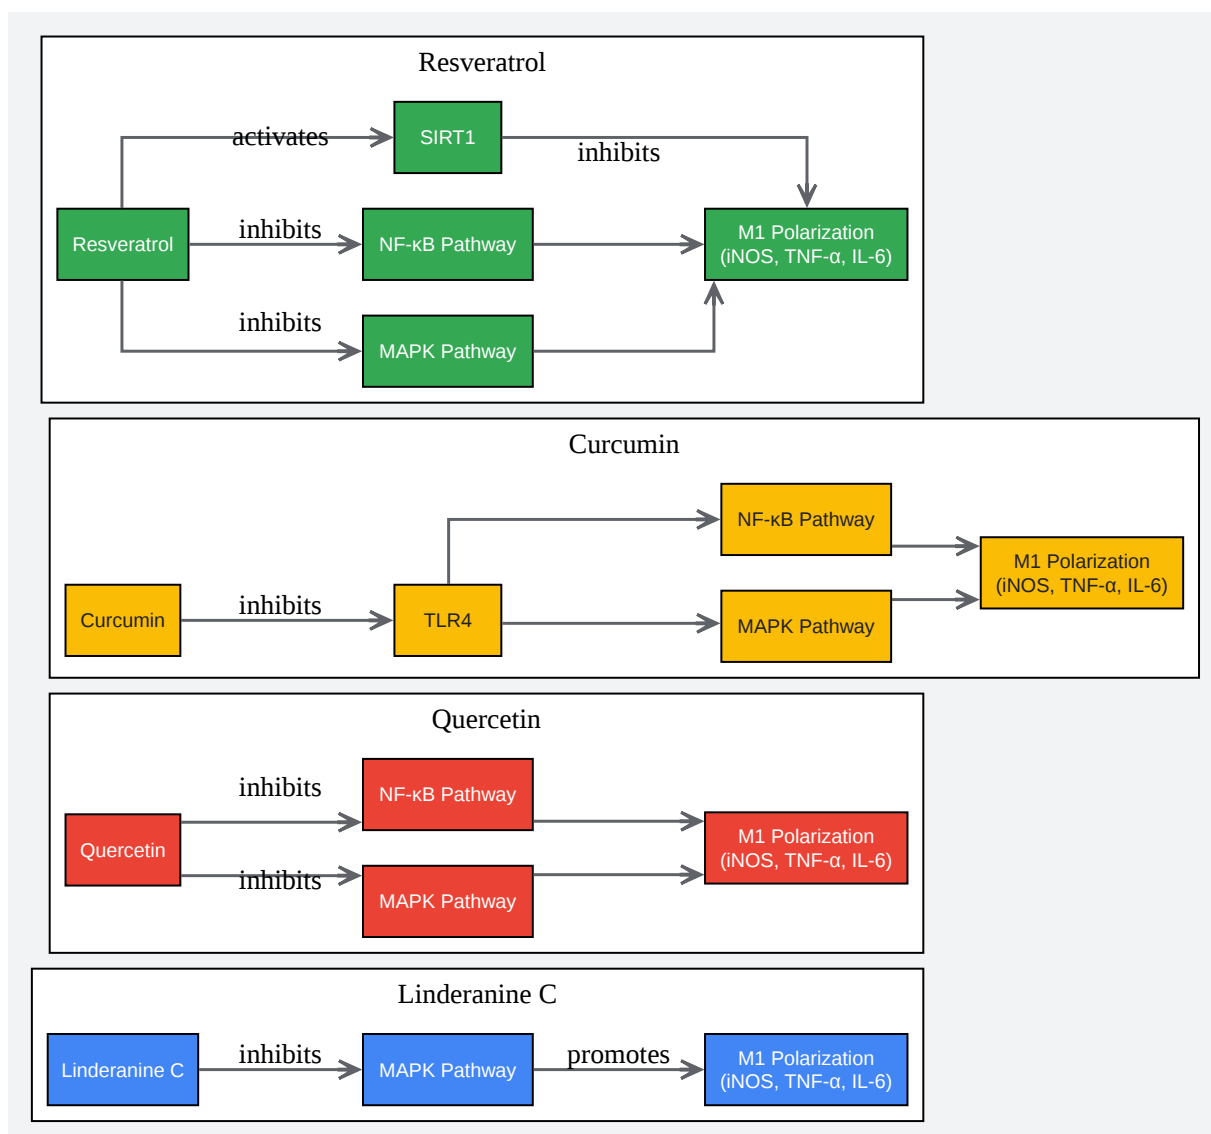 Resveratrol
activates
SIRT1
inhibits
Resveratrol
inhibits
NF-κB Pathway
M1 Polarization
(iNOS, TNF-α, IL-6)
inhibits
MAPK Pathway
Curcumin
NF-κB Pathway
M1 Polarization
(iNOS, TNF-α, IL-6)
Curcumin
inhibits
TLR4
MAPK Pathway
Quercetin
inhibits
NF-κB Pathway
Quercetin
M1 Polarization
(iNOS, TNF-α, IL-6)
inhibits
MAPK Pathway
Linderanine C
Linderanine C
inhibits
MAPK Pathway
promotes
M1 Polarization
(iNOS, TNF-α, IL-6)